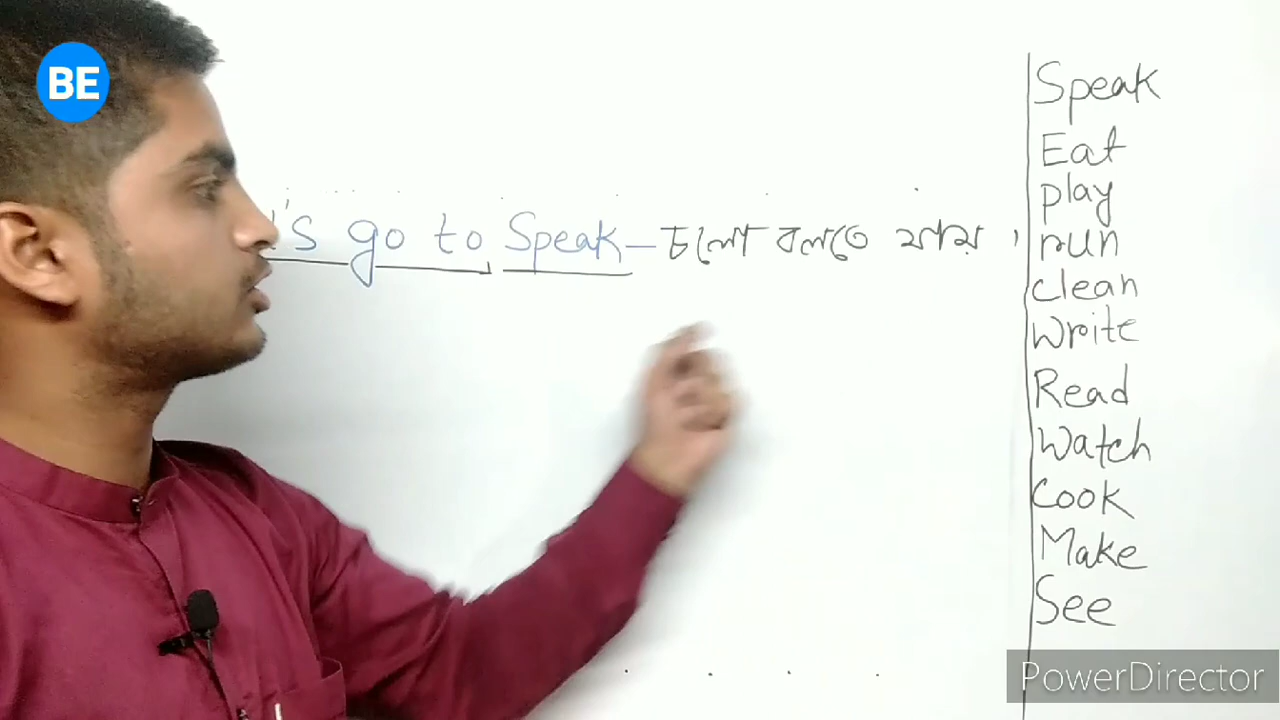 BE
's go to Speak – চলো বলতে যায়,
Speak
Eat
play
run
clean
Write
Read
Watch
Cook
Make
See
PowerDirector